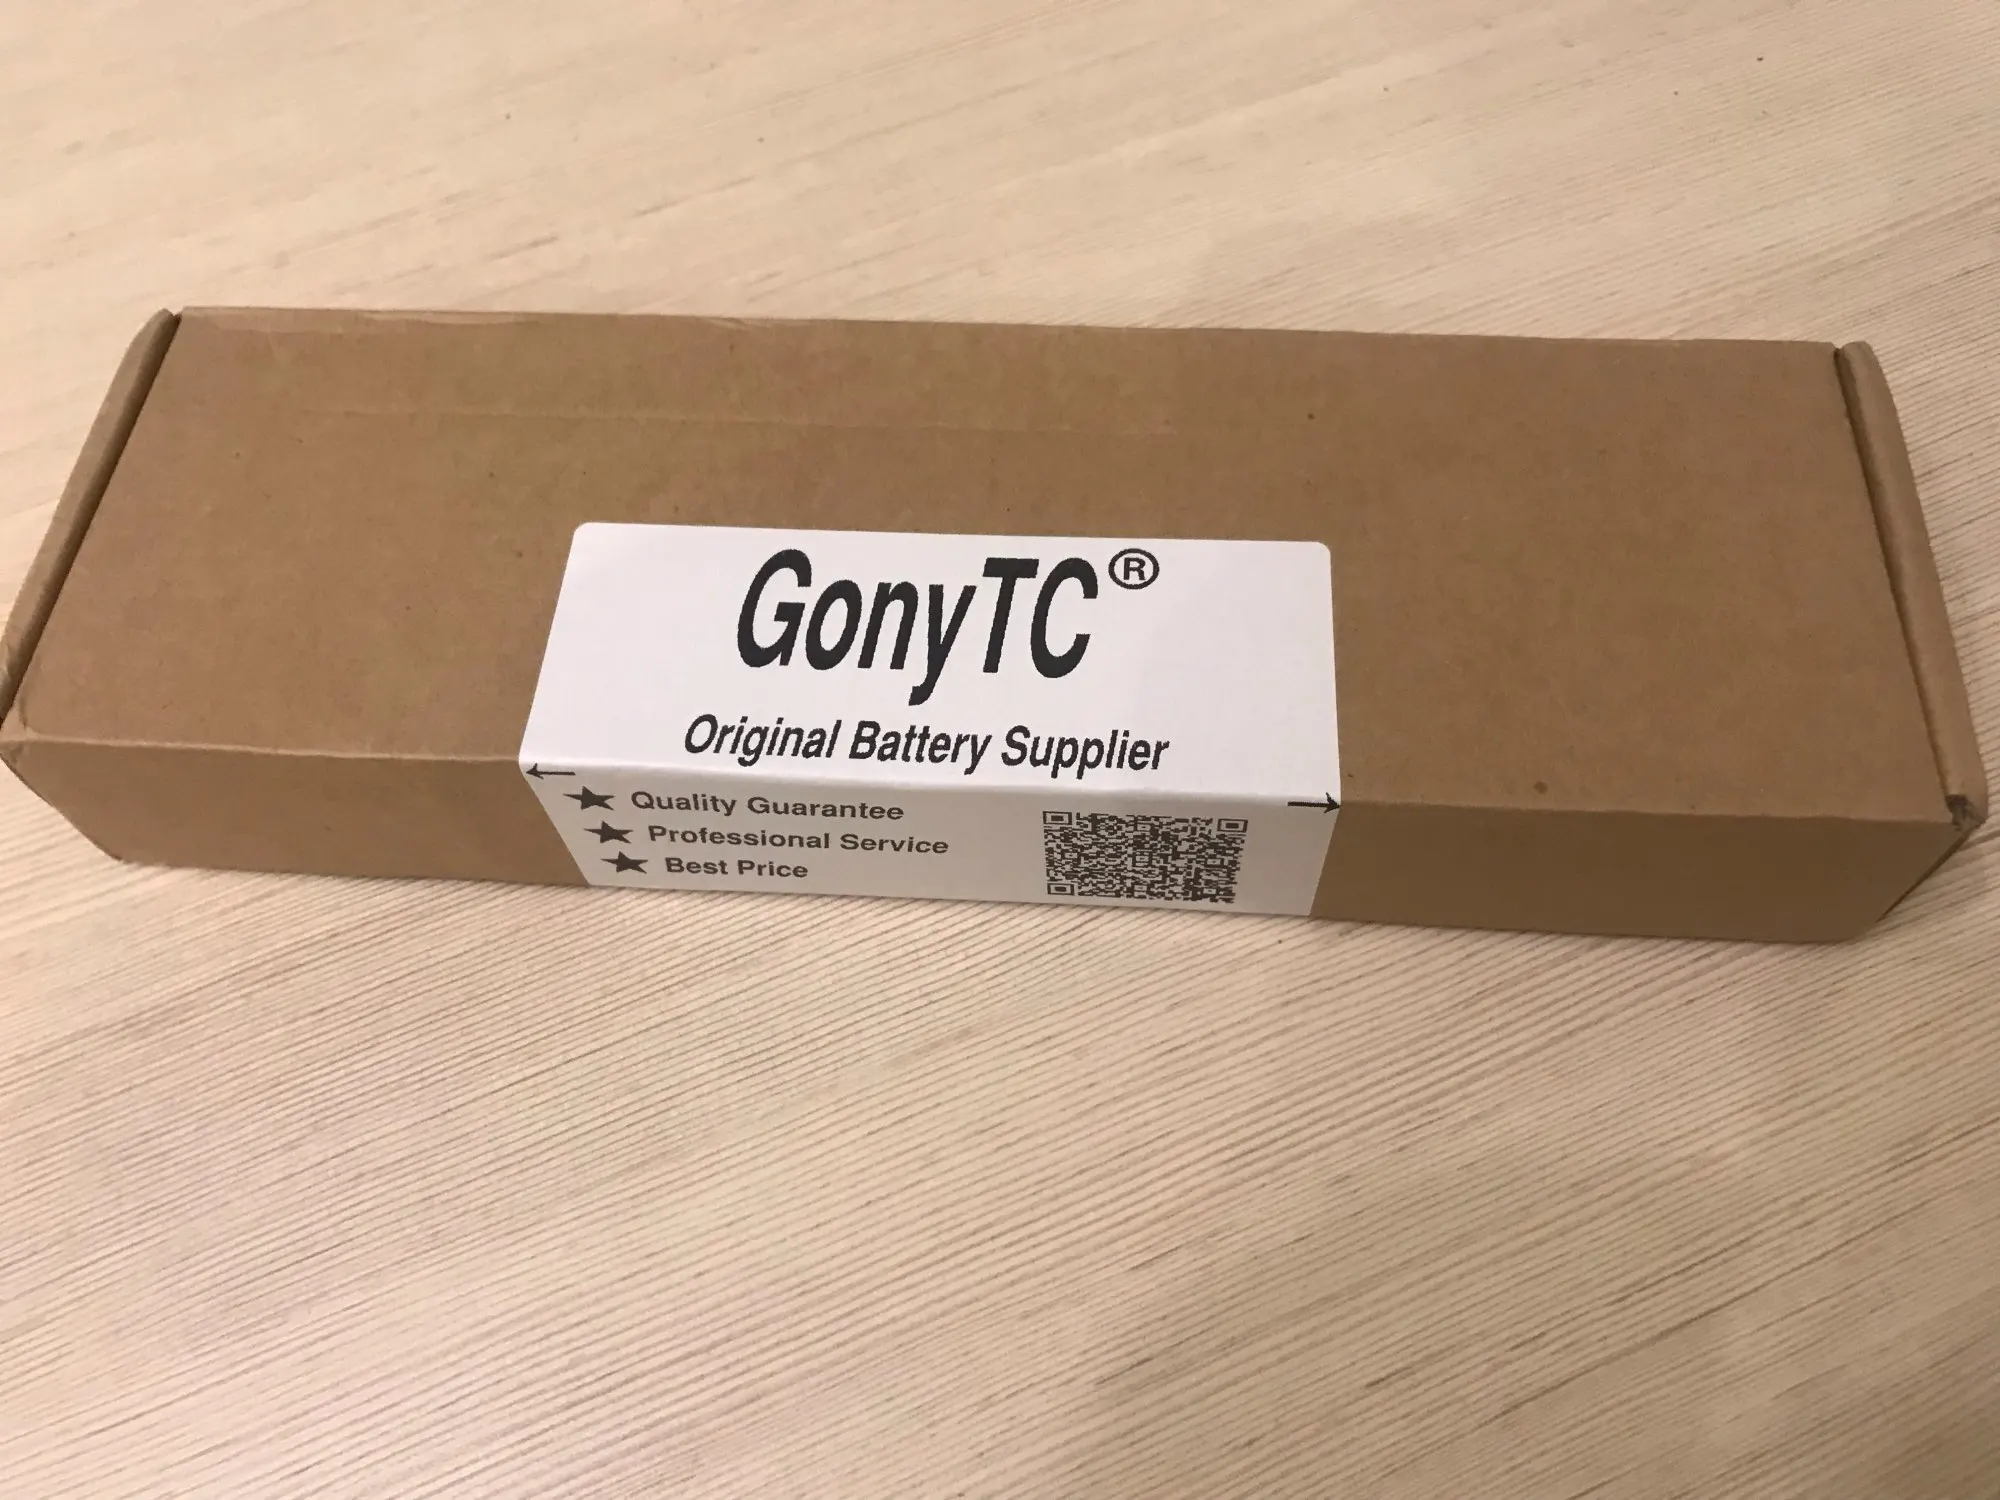 GonyTC®
Original Battery Supplier
Quality Guarantee
Professional Service
Best Price